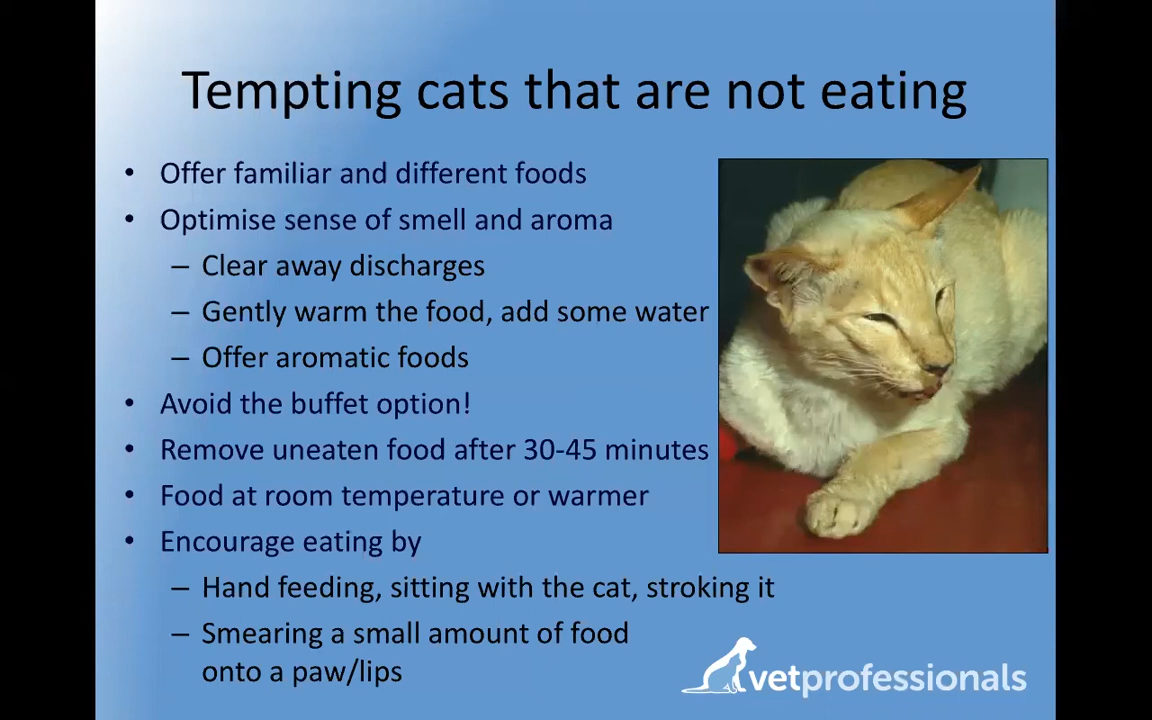 Tempting cats that are not eating
• Offer familiar and different foods
• Optimise sense of smell and aroma
– Clear away discharges
– Gently warm the food, add some water
– Offer aromatic foods
• Avoid the buffet option!
• Remove uneaten food after 30-45 minutes
• Food at room temperature or warmer
• Encourage eating by
– Hand feeding, sitting with the cat, stroking it
– Smearing a small amount of food
onto a paw/lips
vetprofessionals